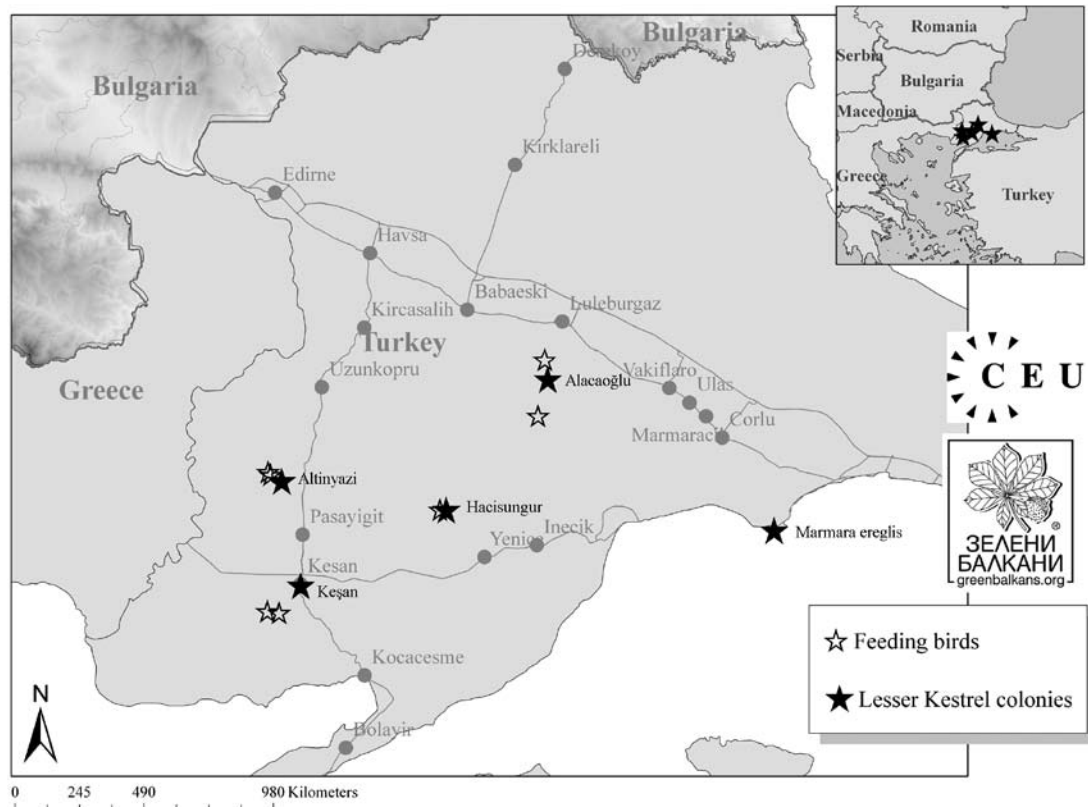 Bulgaria
Bulgaria
Derekoy
Kirklareli
Edirne
Havsa
Babaeski
Luleburgaz
Kircasalih
Turkey
Uzunkopru
Greece
Alacaoğlu
Vakiflaro
Ulas
Corlu
Marmaraci
Altinyazi
Pasayigit
Hacisungur
Yenice
Inecik
Marmara ereglis
Kesan
Keşan
Kocacesme
Bolayir
N
0 245 490 980 Kilometers
Romania
Serbia
Bulgaria
Macedonia
Greece
Turkey
CEU
®
ЗЕЛЕНИ
БАЛКАНИ
greenbalkans.org
Feeding birds
Lesser Kestrel colonies